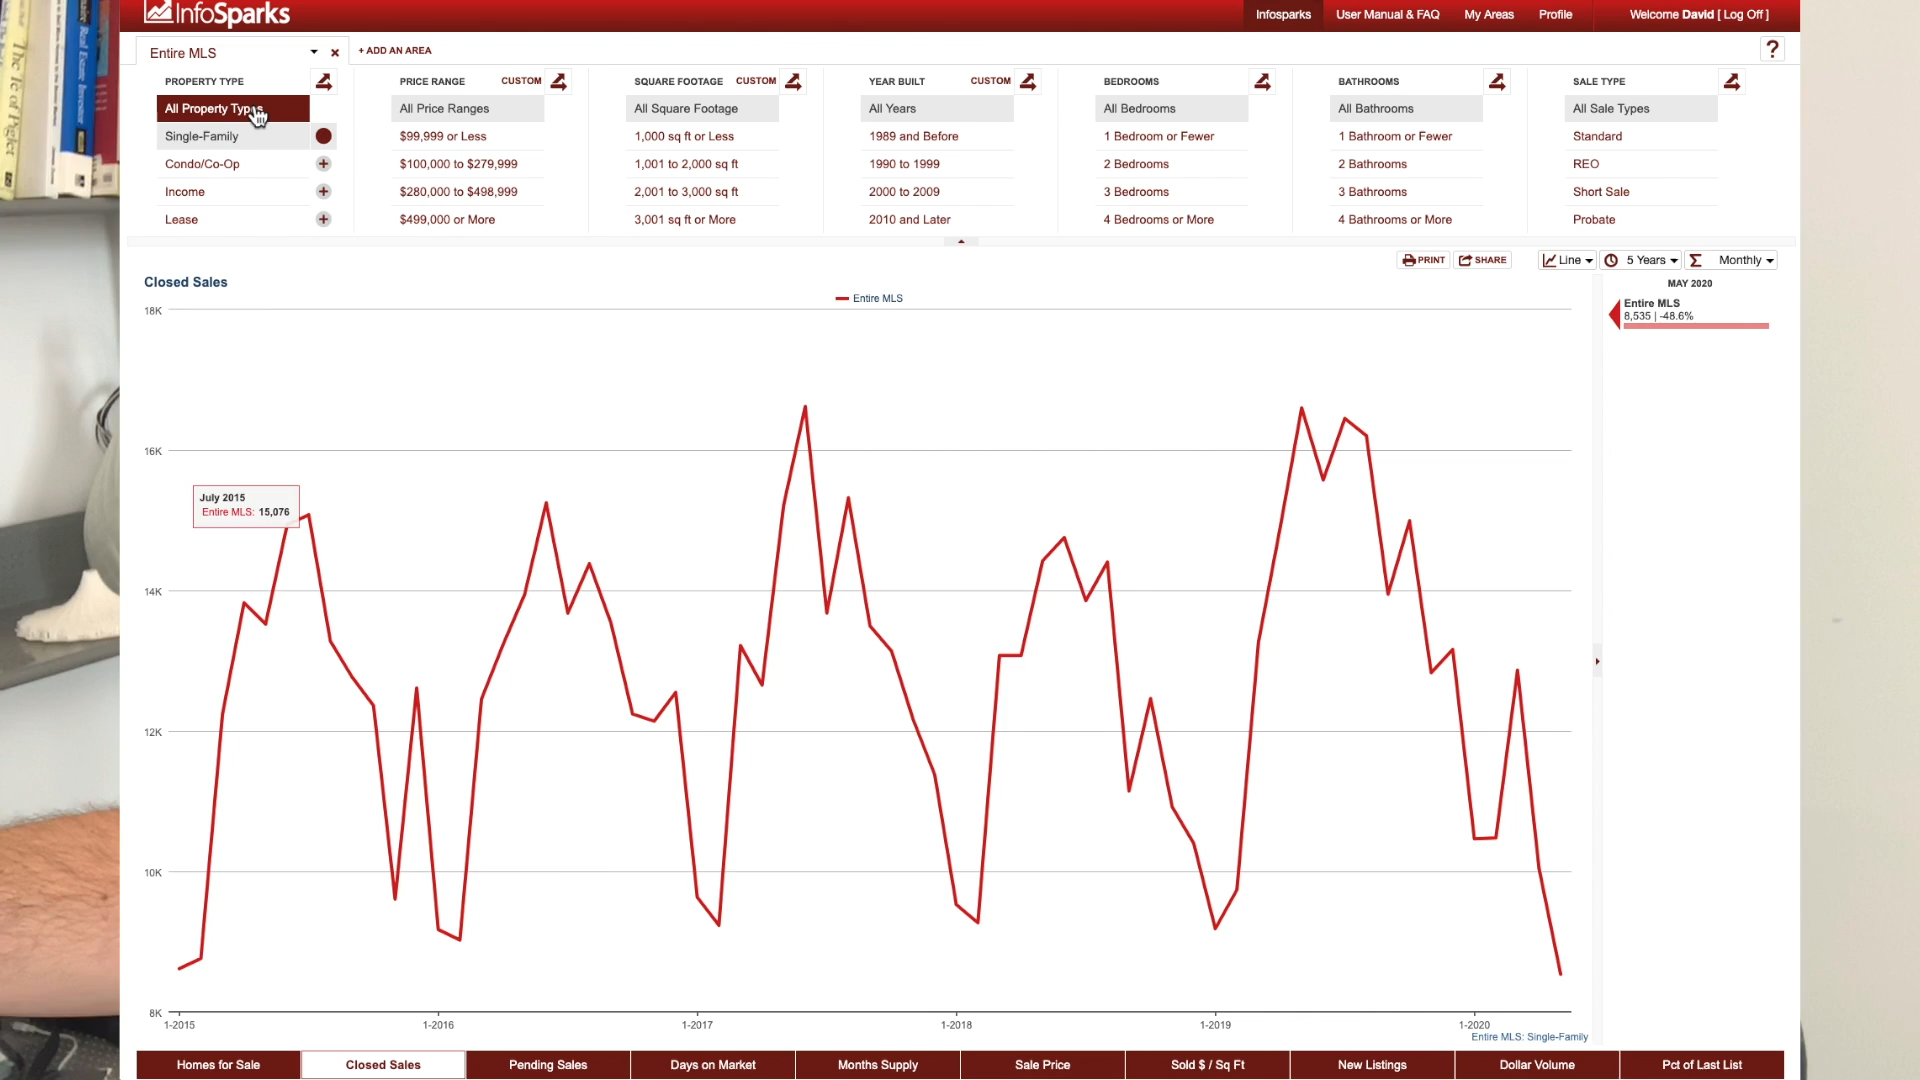 InfoSparks
Infosparks
User Manual & FAQ
My Areas
Profile
Welcome David [ Log Off ]
Entire MLS
+ ADD AN AREA
?
PROPERTY TYPE
All Property Types
Single-Family
Condo/Co-Op
Income
Lease
PRICE RANGE CUSTOM
All Price Ranges
$99,999 or Less
$100,000 to $279,999
$280,000 to $498,999
$499,000 or More
SQUARE FOOTAGE CUSTOM
All Square Footage
1,000 sq ft or Less
1,001 to 2,000 sq ft
2,001 to 3,000 sq ft
3,001 sq ft or More
YEAR BUILT CUSTOM
All Years
1989 and Before
1990 to 1999
2000 to 2009
2010 and Later
BEDROOMS
All Bedrooms
1 Bedroom or Fewer
2 Bedrooms
3 Bedrooms
4 Bedrooms or More
BATHROOMS
All Bathrooms
1 Bathroom or Fewer
2 Bathrooms
3 Bathrooms
4 Bathrooms or More
SALE TYPE
All Sale Types
Standard
REO
Short Sale
Probate
PRINT
SHARE
Line
5 Years
Monthly
Closed Sales
Entire MLS
MAY 2020
Entire MLS
8,535 | -48.6%
18K
16K
14K
12K
10K
8K
July 2015
Entire MLS: 15,076
1-2015
1-2016
1-2017
1-2018
1-2019
1-2020
Entire MLS: Single-Family
Homes for Sale
Closed Sales
Pending Sales
Days on Market
Months Supply
Sale Price
Sold $ / Sq Ft
New Listings
Dollar Volume
Pct of Last List
The Te of Piglet
Real Estate Investor